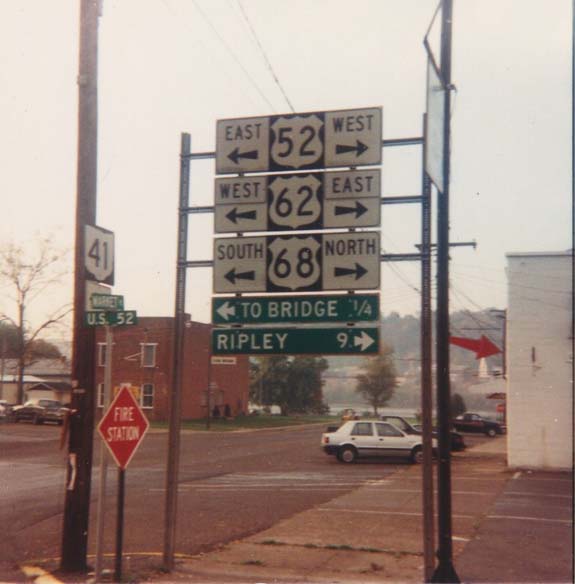 EAST 52 WEST
WEST 62 EAST
SOUTH 68 NORTH
TO BRIDGE 1/4
RIPLEY 9
41
MARKET
U.S. 52
FIRE
STATION